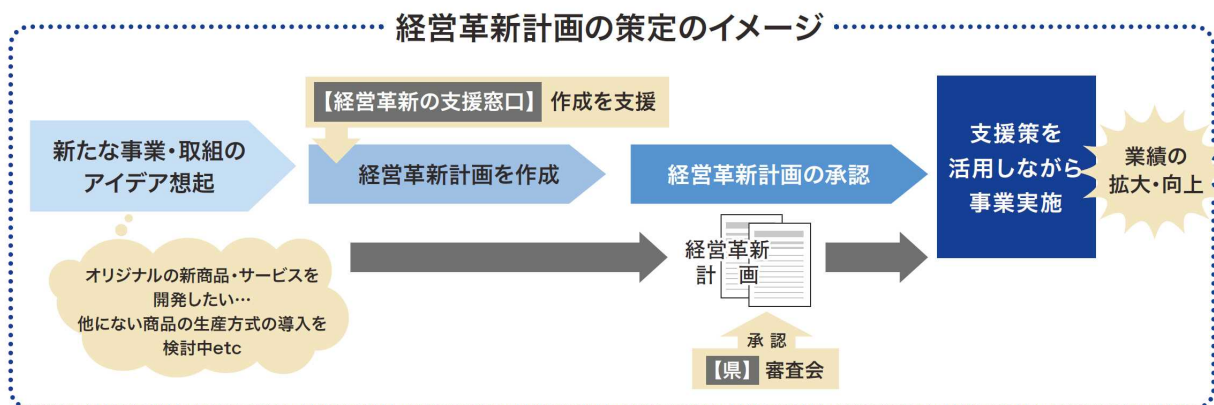 経営革新計画の策定のイメージ
【経営革新の支援窓口】作成を支援
新たな事業・取組の
アイデア想起
経営革新計画を作成
経営革新計画の承認
支援策を
活用しながら
事業実施
業績の
拡大・向上
オリジナルの新商品・サービスを
開発したい…
他にない商品の生産方式の導入を
検討中etc
経営革新
計画
承認
【県】審査会